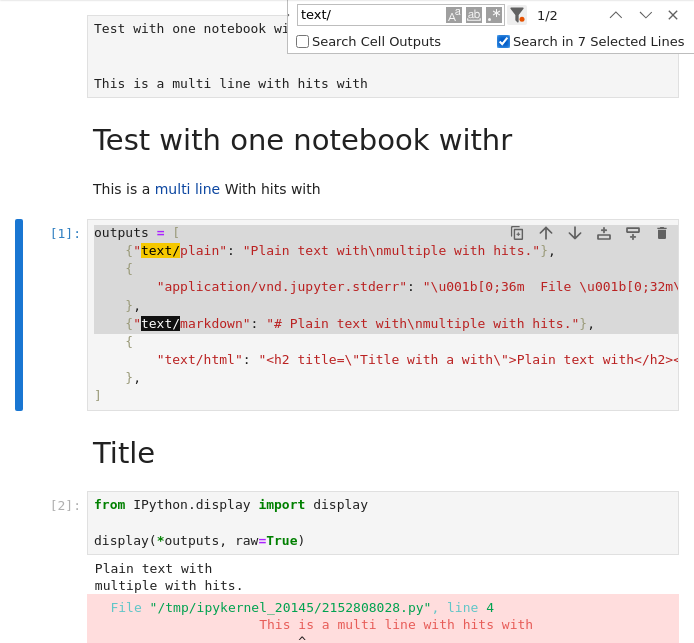 text/
Aa
ab
.*
1/2
Search Cell Outputs
Search in 7 Selected Lines
Test with one notebook wi
This is a multi line with hits with
Test with one notebook withr
This is a multi line With hits with
[1]:
outputs = [
    {"text/plain": "Plain text with\nmultiple with hits."},
    {
        "application/vnd.jupyter.stderr": "\u001b[0;36m  File \u001b[0;32m\
    },
    {"text/markdown": "# Plain text with\nmultiple with hits."},
    {
        "text/html": "<h2 title=\"Title with a with\">Plain text with</h2><
    },
]
Title
[2]:
from IPython.display import display
display(*outputs, raw=True)
Plain text with
multiple with hits.
  File "/tmp/ipykernel_20145/2152808028.py", line 4
    This is a multi line with hits with
         ^